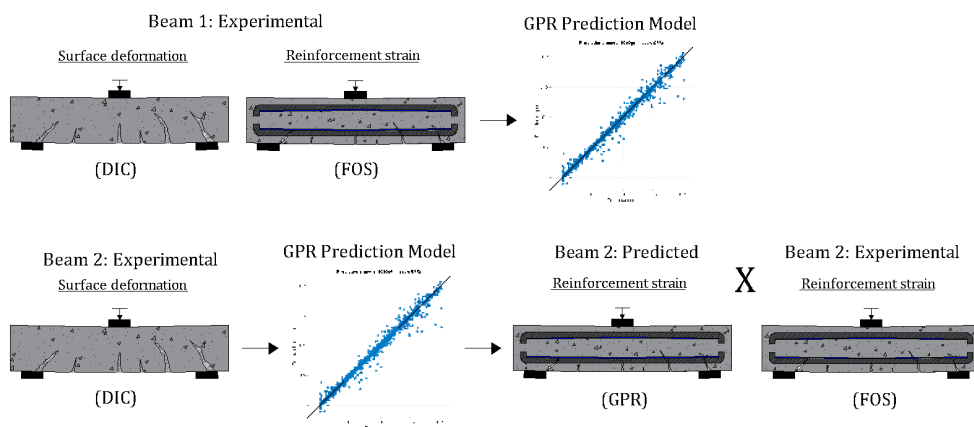 Beam 1: Experimental
GPR Prediction Model
Surface deformation
Reinforcement strain
(DIC)
(FOS)
Beam 2: Experimental
GPR Prediction Model
Beam 2: Predicted
X
Beam 2: Experimental
Surface deformation
Reinforcement strain
Reinforcement strain
(DIC)
(GPR)
(FOS)